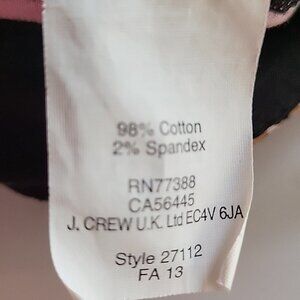 98% Cotton
2% Spandex
RN77388
CA56445
J. CREW U.K. Ltd EC4V 6JA
Style 27112
FA 13